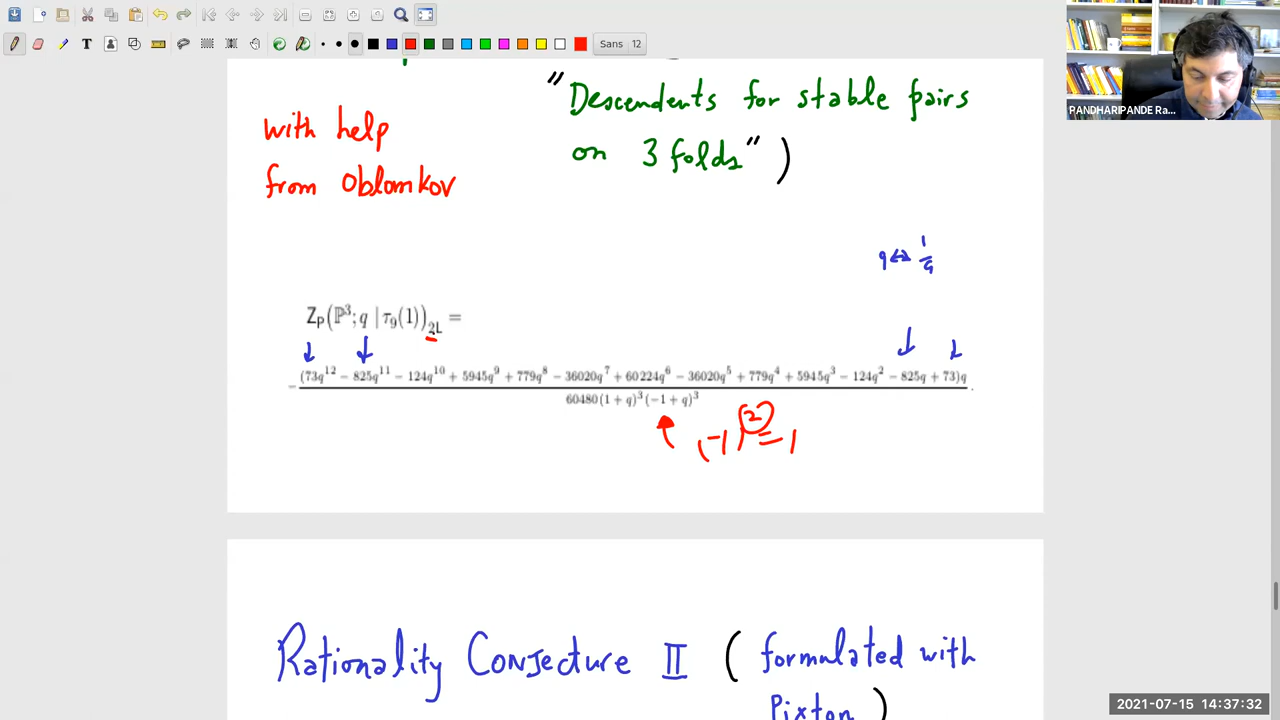 Sans 12
PANDHARIPANDE Ra...
"Descendents for stable pairs
on 3 folds")
with help
from Oblomkov
q ↔ 1/q
Z_P(ℙ³; q | τ₉(1))_{2L} =
−(73q¹² − 825q¹¹ − 124q¹⁰ + 5945q⁹ + 779q⁸ − 36020q⁷ + 60224q⁶ − 36020q⁵ + 779q⁴ + 5945q³ − 124q² − 825q + 73)q
60480(1 + q)³(−1 + q)³
(-1)² = 1
Rationality Conjecture II (formulated with
Pixton)
2021-07-15 14:37:32